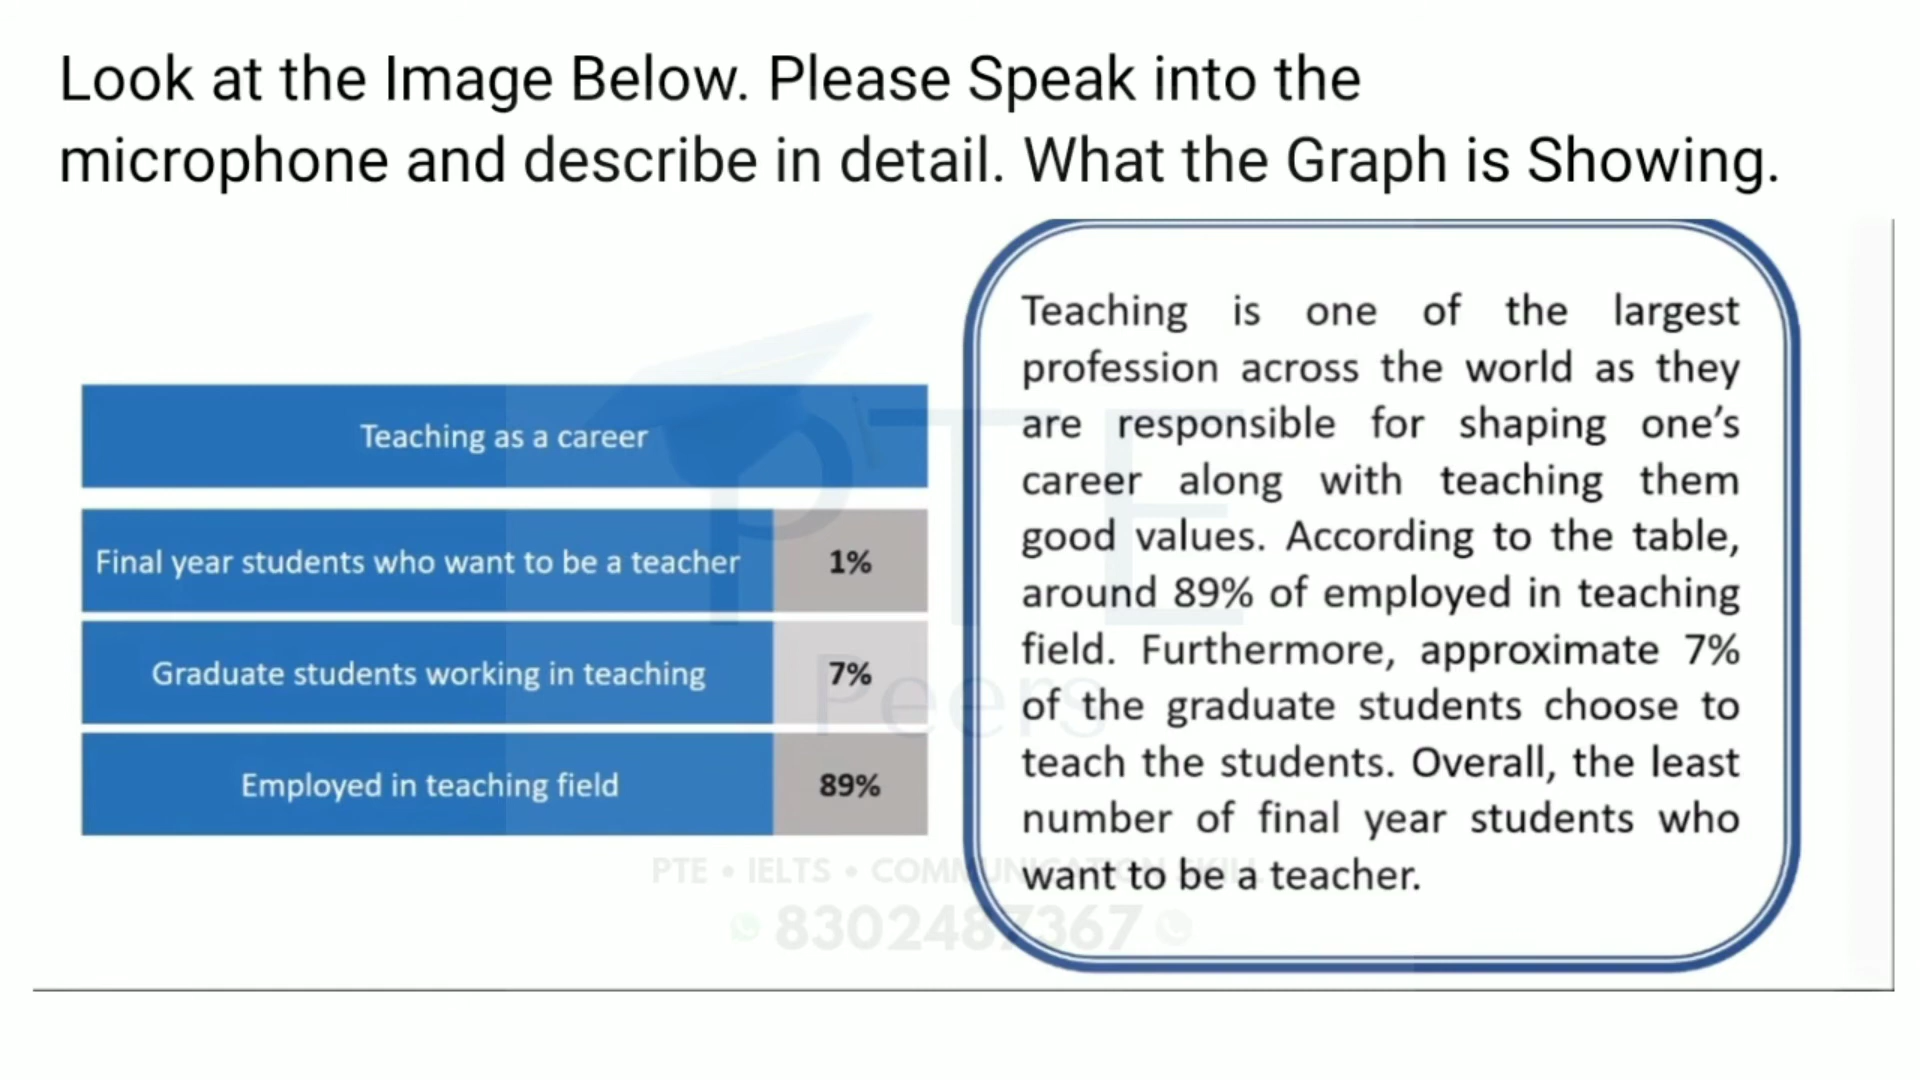 Look at the Image Below. Please Speak into the
microphone and describe in detail. What the Graph is Showing.
Teaching as a career
Final year students who want to be a teacher 1%
Graduate students working in teaching 7%
Employed in teaching field 89%
Teaching is one of the largest
profession across the world as they
are responsible for shaping one's
career along with teaching them
good values. According to the table,
around 89% of employed in teaching
field. Furthermore, approximate 7%
of the graduate students choose to
teach the students. Overall, the least
number of final year students who
want to be a teacher.
PTE
Peers
PTE • IELTS • COMMUNICATION SKILL
8302487367